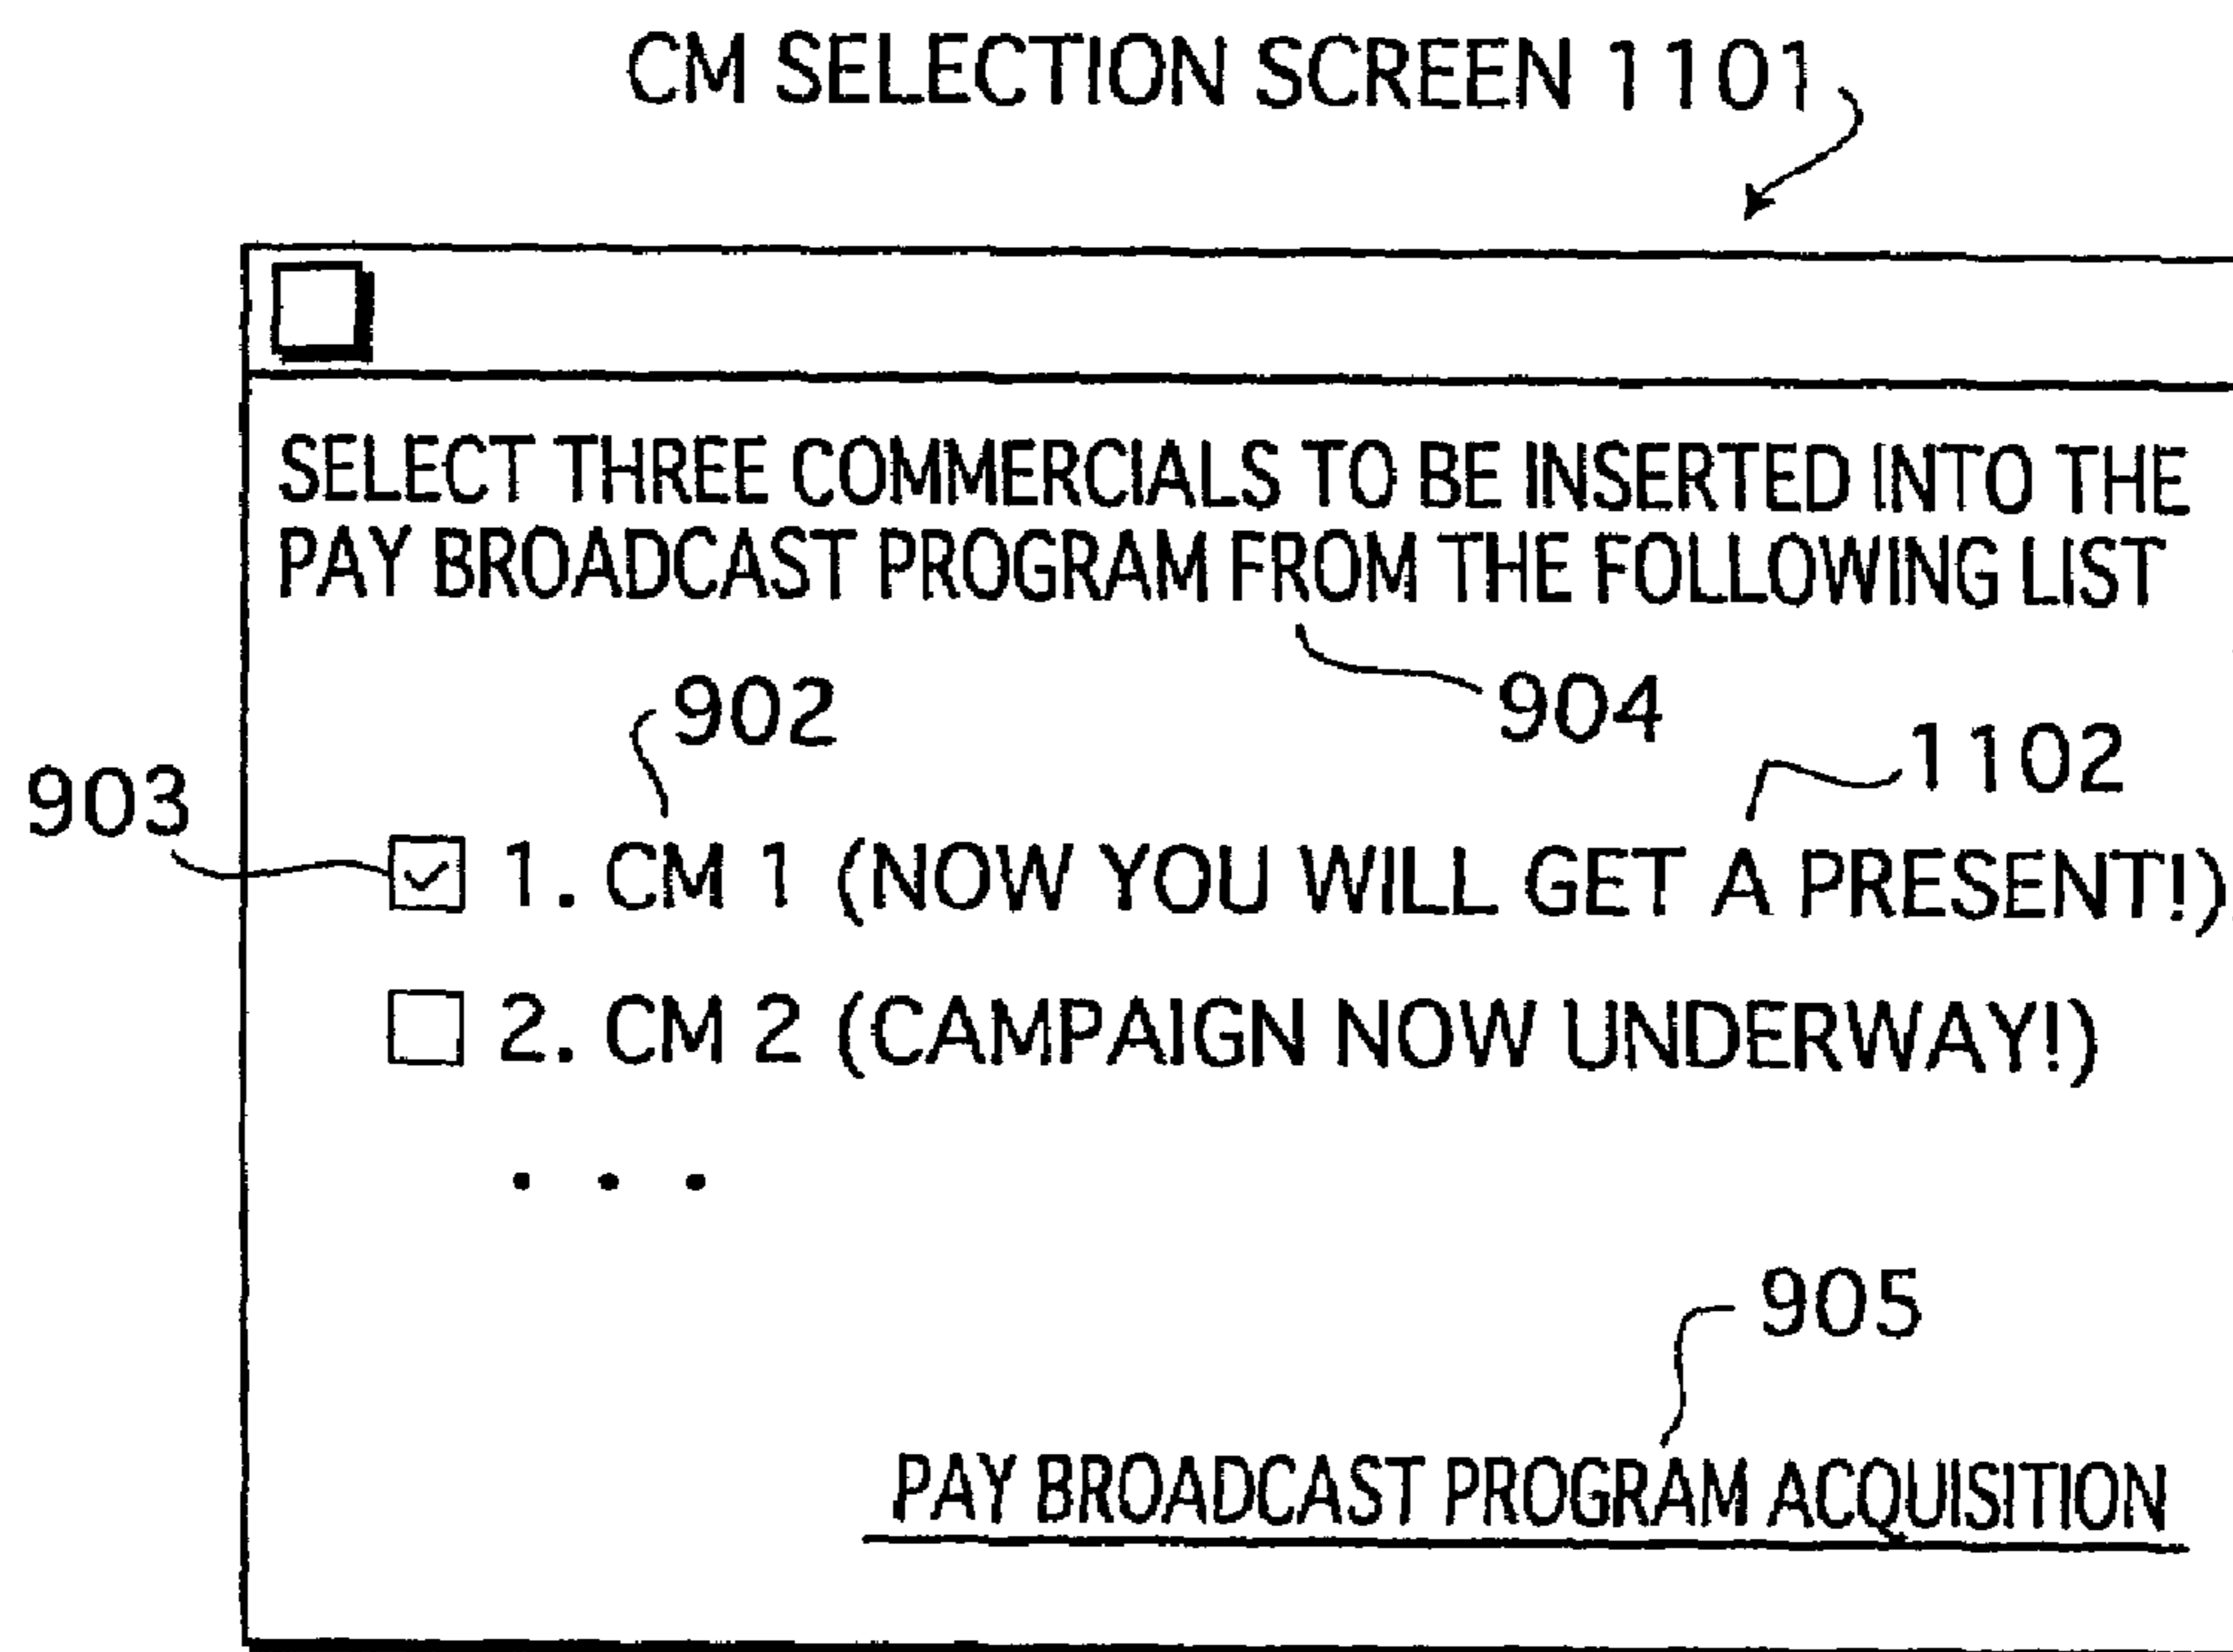 CM SELECTION SCREEN 1101
SELECT THREE COMMERCIALS TO BE INSERTED INTO THE
PAY BROADCAST PROGRAM FROM THE FOLLOWING LIST
902
904
1102
903
1. CM 1 (NOW YOU WILL GET A PRESENT!)
2. CM 2 (CAMPAIGN NOW UNDERWAY!)
. . .
905
PAY BROADCAST PROGRAM ACQUISITION